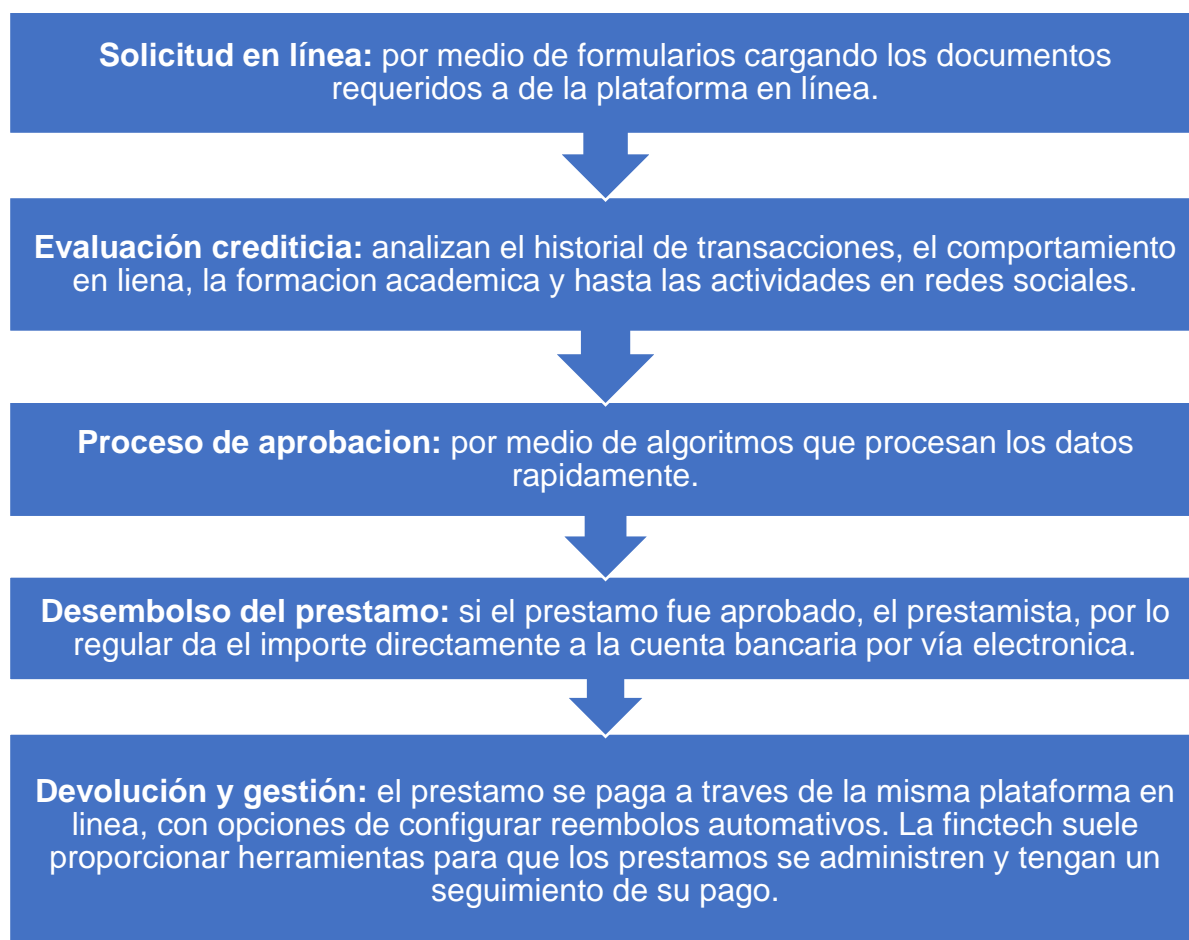 Solicitud en línea: por medio de formularios cargando los documentos
requeridos a de la plataforma en línea.
Evaluación crediticia: analizan el historial de transacciones, el comportamiento
en liena, la formacion academica y hasta las actividades en redes sociales.
Proceso de aprobacion: por medio de algoritmos que procesan los datos
rapidamente.
Desembolso del prestamo: si el prestamo fue aprobado, el prestamista, por lo
regular da el importe directamente a la cuenta bancaria por vía electronica.
Devolución y gestión: el prestamo se paga a traves de la misma plataforma en
linea, con opciones de configurar reembolos automativos. La finctech suele
proporcionar herramientas para que los prestamos se administren y tengan un
seguimiento de su pago.